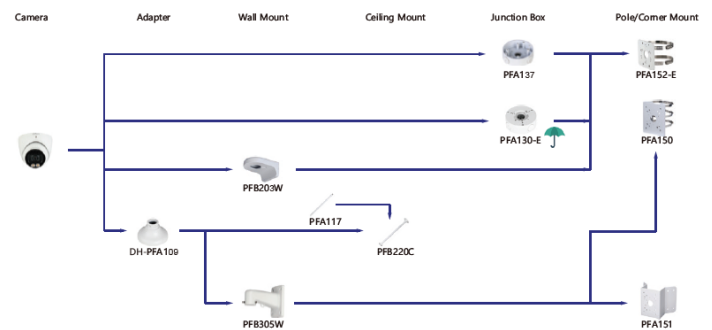 Camera Adapter Wall Mount Ceiling Mount Junction Box Pole/Corner Mount
PFA137 PFA152-E
PFA130-E PFA150
PFB203W
PFA117
DH-PFA109 PFB220C
PFB305W PFA151